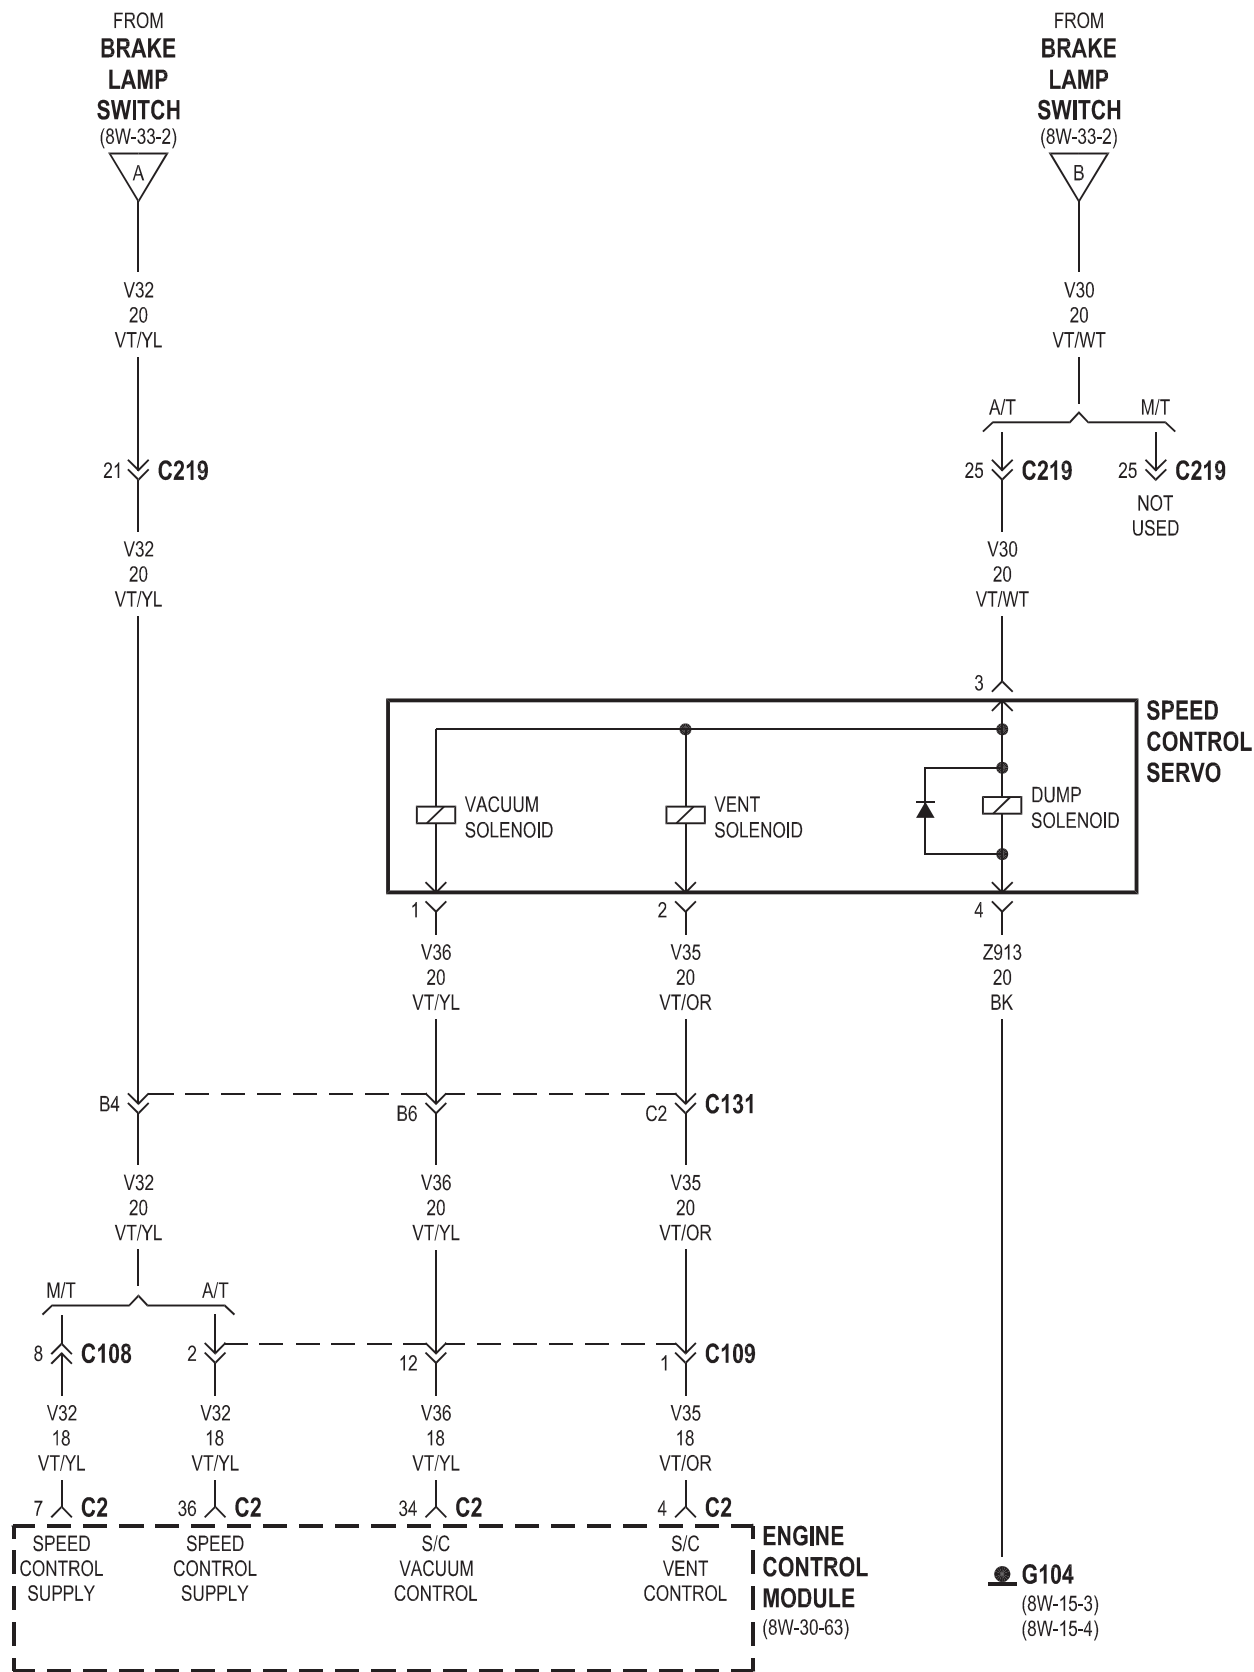 FROM
BRAKE
LAMP
SWITCH
(8W-33-2)
A
FROM
BRAKE
LAMP
SWITCH
(8W-33-2)
B
V32
20
VT/YL
V30
20
VT/WT
A/T
M/T
21
C219
25
C219
25
C219
NOT
USED
V32
20
VT/YL
V30
20
VT/WT
3
SPEED
CONTROL
SERVO
VACUUM
SOLENOID
VENT
SOLENOID
DUMP
SOLENOID
1
2
4
V36
20
VT/YL
V35
20
VT/OR
Z913
20
BK
B4
B6
C2
C131
V32
20
VT/YL
V36
20
VT/YL
V35
20
VT/OR
M/T
A/T
8
C108
2
12
1
C109
V32
18
VT/YL
V32
18
VT/YL
V36
18
VT/YL
V35
18
VT/OR
7
C2
36
C2
34
C2
4
C2
SPEED
CONTROL
SUPPLY
SPEED
CONTROL
SUPPLY
S/C
VACUUM
CONTROL
S/C
VENT
CONTROL
ENGINE
CONTROL
MODULE
(8W-30-63)
G104
(8W-15-3)
(8W-15-4)